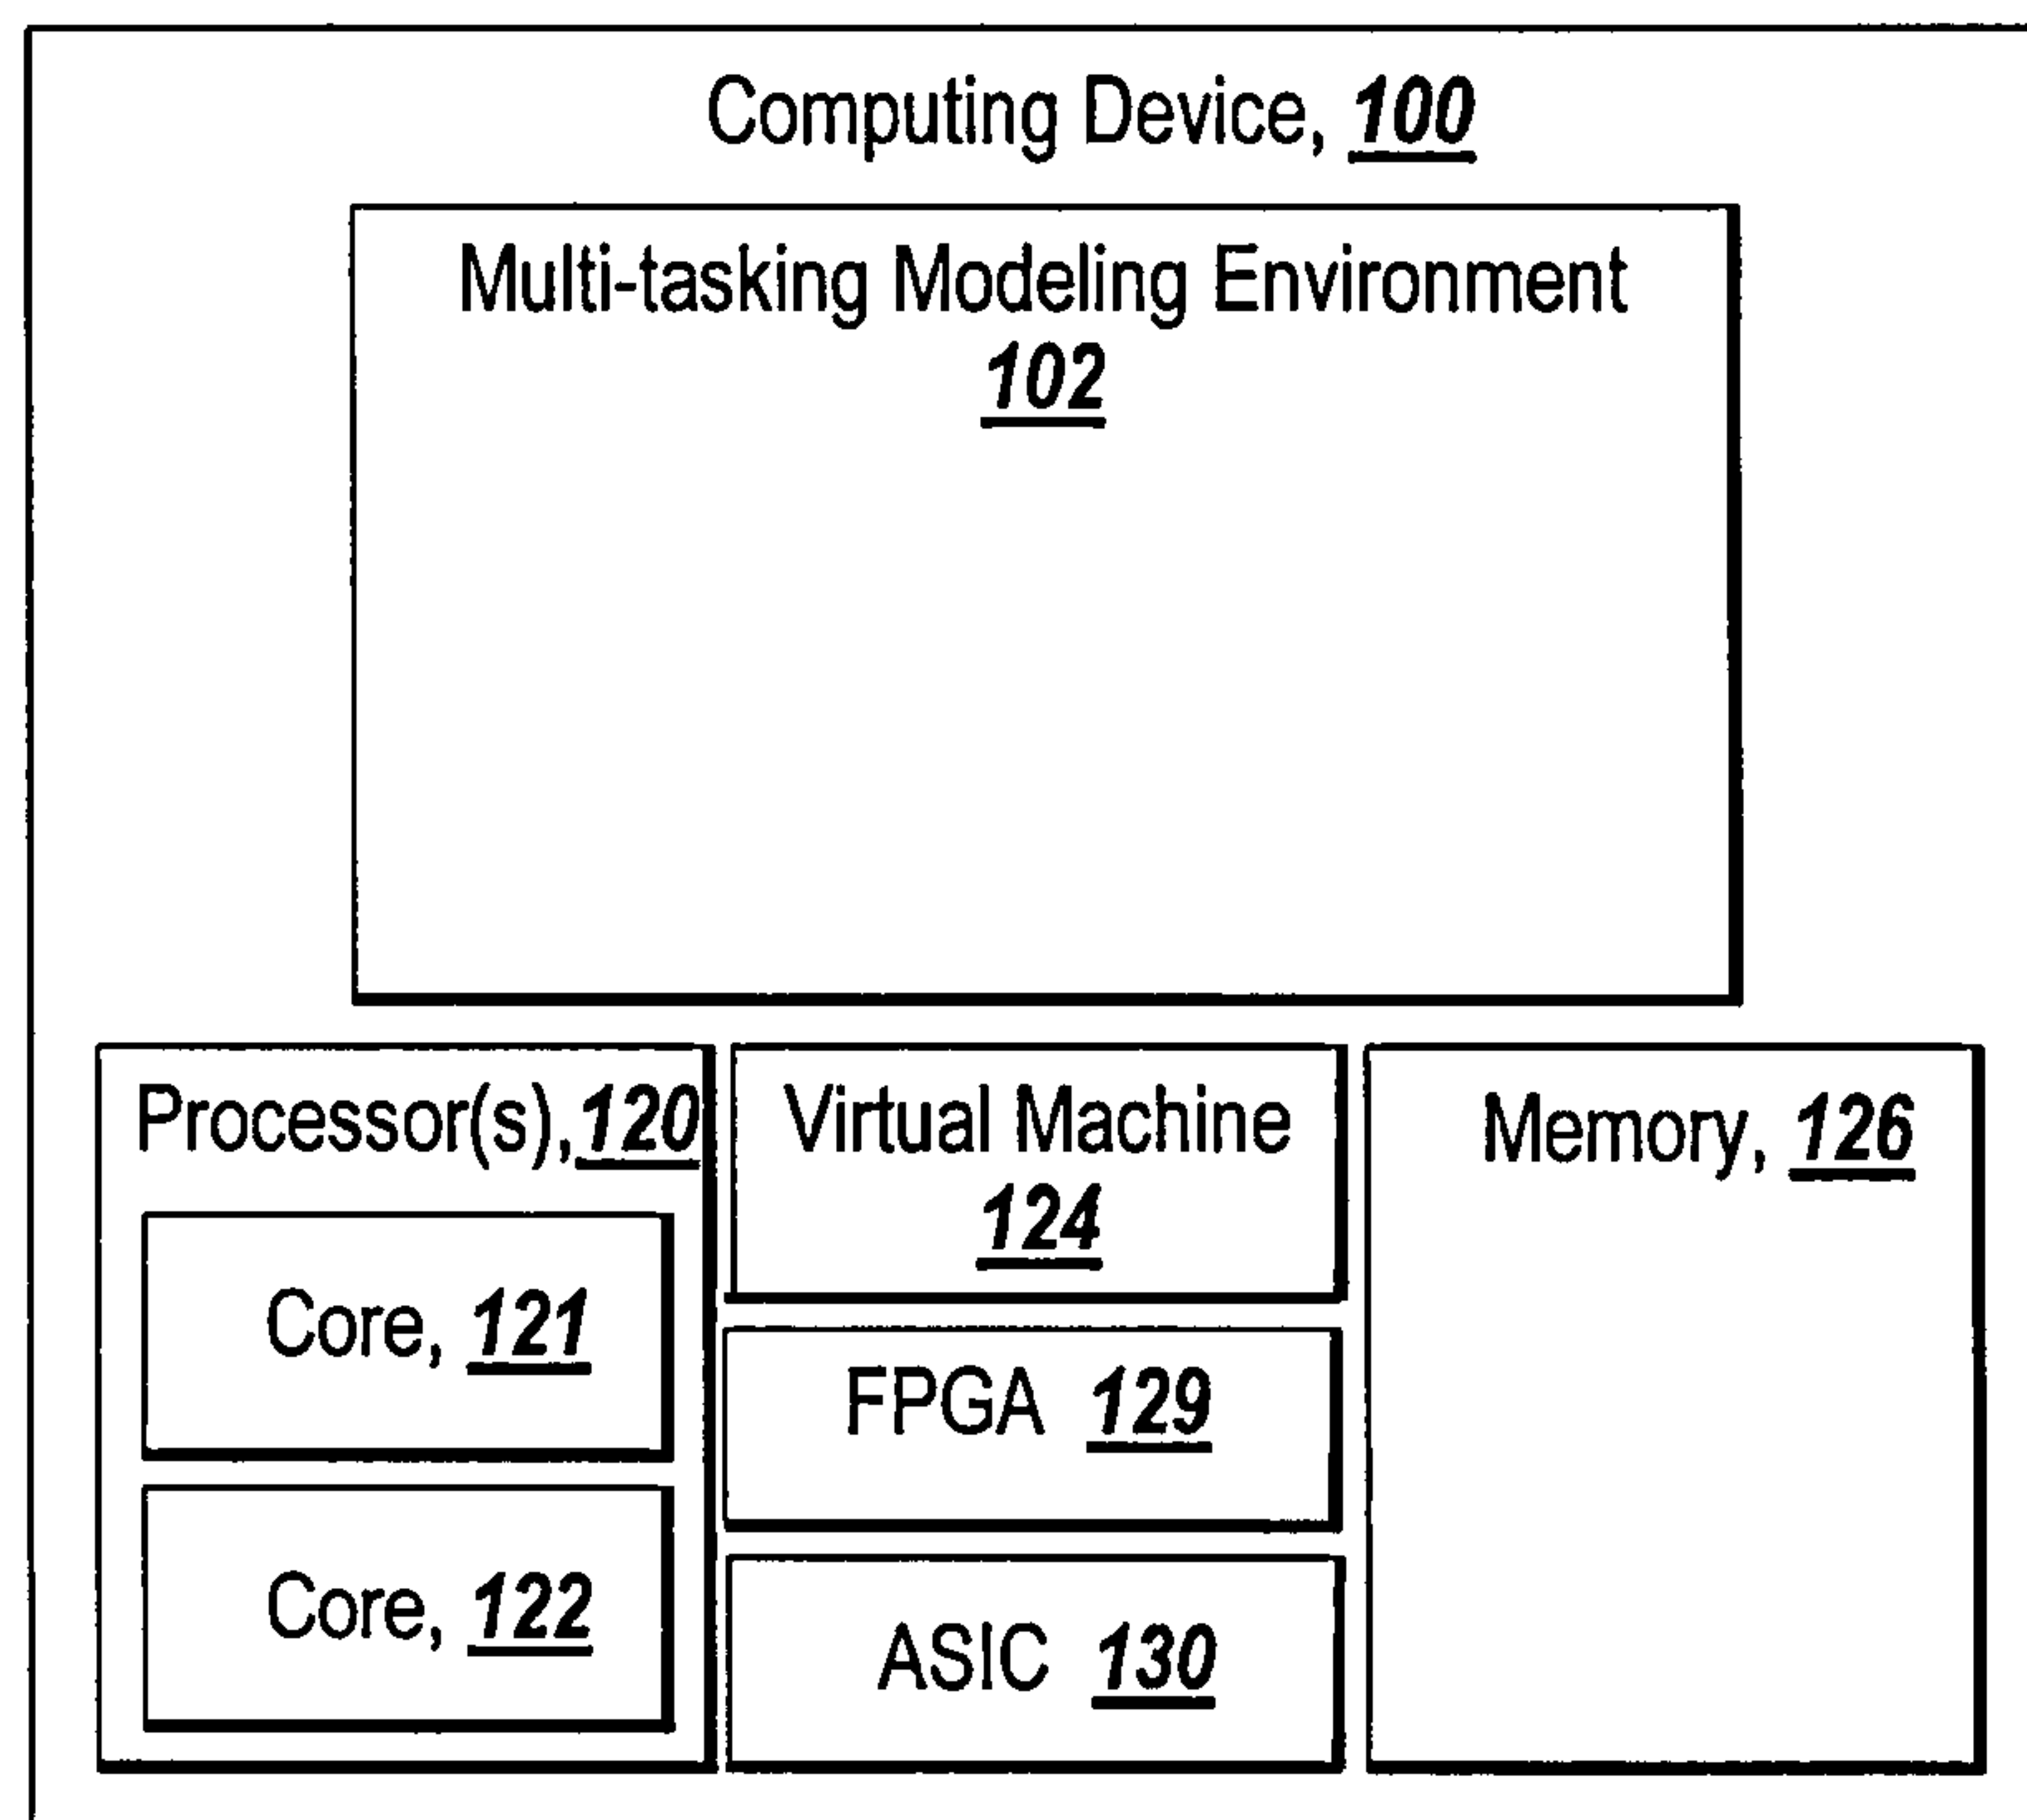 Computing Device, 100
Multi-tasking Modeling Environment
102
Processor(s), 120
Core, 121
Core, 122
Virtual Machine
124
FPGA 129
ASIC 130
Memory, 126